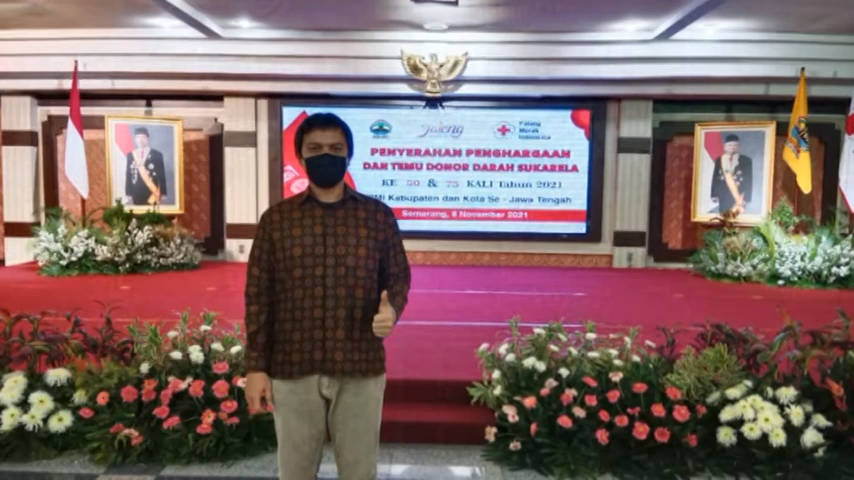 Jateng
Palang
Merah
Indonesia
PENYERAHAN PENGHARGAAN
DAN TEMU DONOR DARAH SUKARELA
KE 50 & 75 KALI Tahun 2021
PMI Kabupaten dan Kota Se - Jawa Tengah
Semarang, 8 November 2021